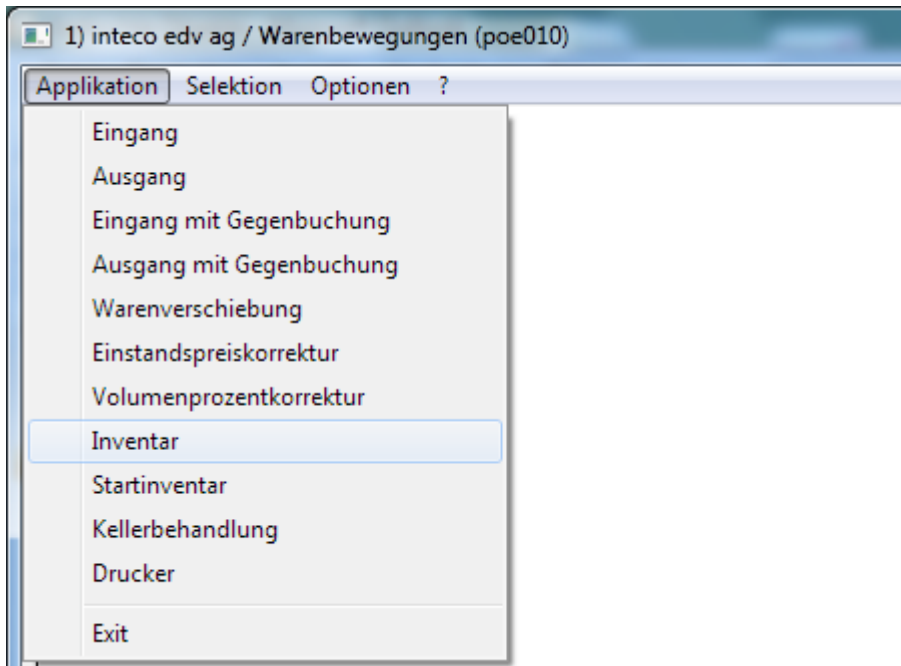 1) inteco edv ag / Warenbewegungen (poe010)
Applikation Selektion Optionen ?
Eingang
Ausgang
Eingang mit Gegenbuchung
Ausgang mit Gegenbuchung
Warenverschiebung
Einstandspreiskorrektur
Volumenprozentkorrektur
Inventar
Startinventar
Kellerbehandlung
Drucker
Exit